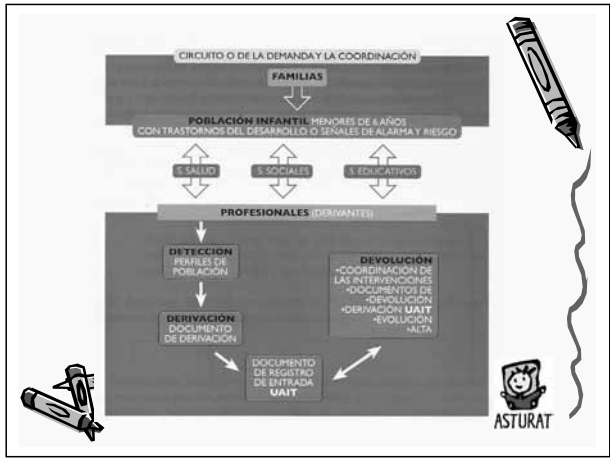 CIRCUITO O DE LA DEMANDA Y LA COORDINACIÓN
FAMILIAS
POBLACIÓN INFANTIL MENORES DE 6 AÑOS
CON TRASTORNOS DEL DESARROLLO O SEÑALES DE ALARMA Y RIESGO
S. SALUD
S. SOCIALES
S. EDUCATIVOS
PROFESIONALES (DERIVANTES)
DETECCIÓN
PERFILES DE
POBLACIÓN
DERIVACIÓN
DOCUMENTO
DE DERIVACIÓN
DOCUMENTO
DE REGISTRO
DE ENTRADA
UAIT
DEVOLUCIÓN
•COORDINACIÓN DE
LAS INTERVENCIONES
•DOCUMENTOS DE
•DEVOLUCIÓN
•DERIVACIÓN UAIT
•EVOLUCIÓN
•ALTA
ASTURAT